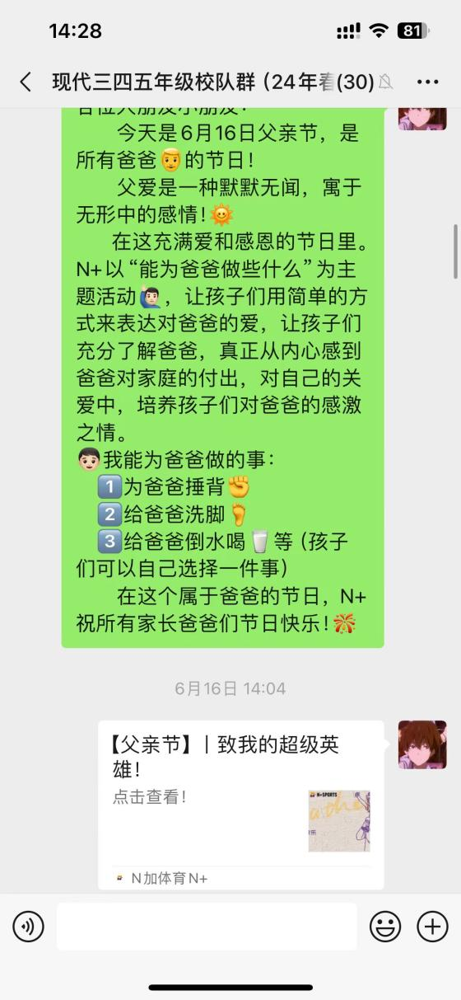 14:28
81
现代三四五年级校队群（24年春(30)
各位大朋友小朋友：
今天是6月16日父亲节，是
所有爸爸👨的节日！
父爱是一种默默无闻，寓于
无形中的感情！🌞
在这充满爱和感恩的节日里。
N+以“能为爸爸做些什么”为主
题活动🙋🏻‍♂️，让孩子们用简单的方
式来表达对爸爸的爱，让孩子们
充分了解爸爸，真正从内心感到
爸爸对家庭的付出，对自己的关
爱中，培养孩子们对爸爸的感激
之情。
👦🏻我能为爸爸做的事：
1️⃣为爸爸捶背✊
2️⃣给爸爸洗脚🦶
3️⃣给爸爸倒水喝🥛等（孩子
们可以自己选择一件事）
在这个属于爸爸的节日，N+
祝所有家长爸爸们节日快乐！🎆
6月16日 14:04
【父亲节】丨致我的超级英
雄！
点击查看！
N+SPORTS
N加体育N+